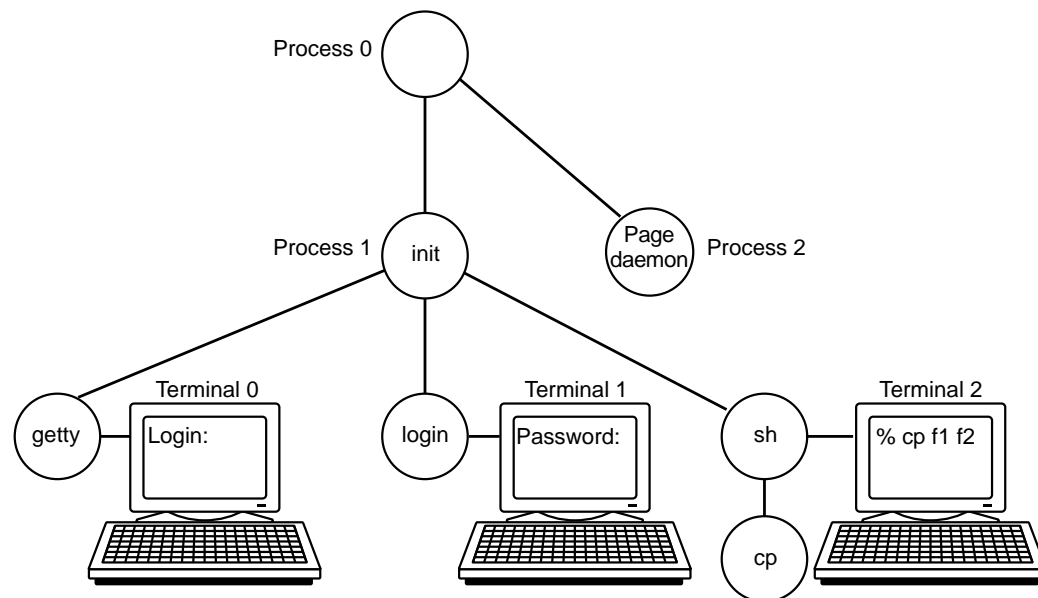 Process 0
Process 1
init
Page
daemon
Process 2
Terminal 0
Terminal 1
Terminal 2
getty
Login:
login
Password:
sh
% cp f1 f2
cp